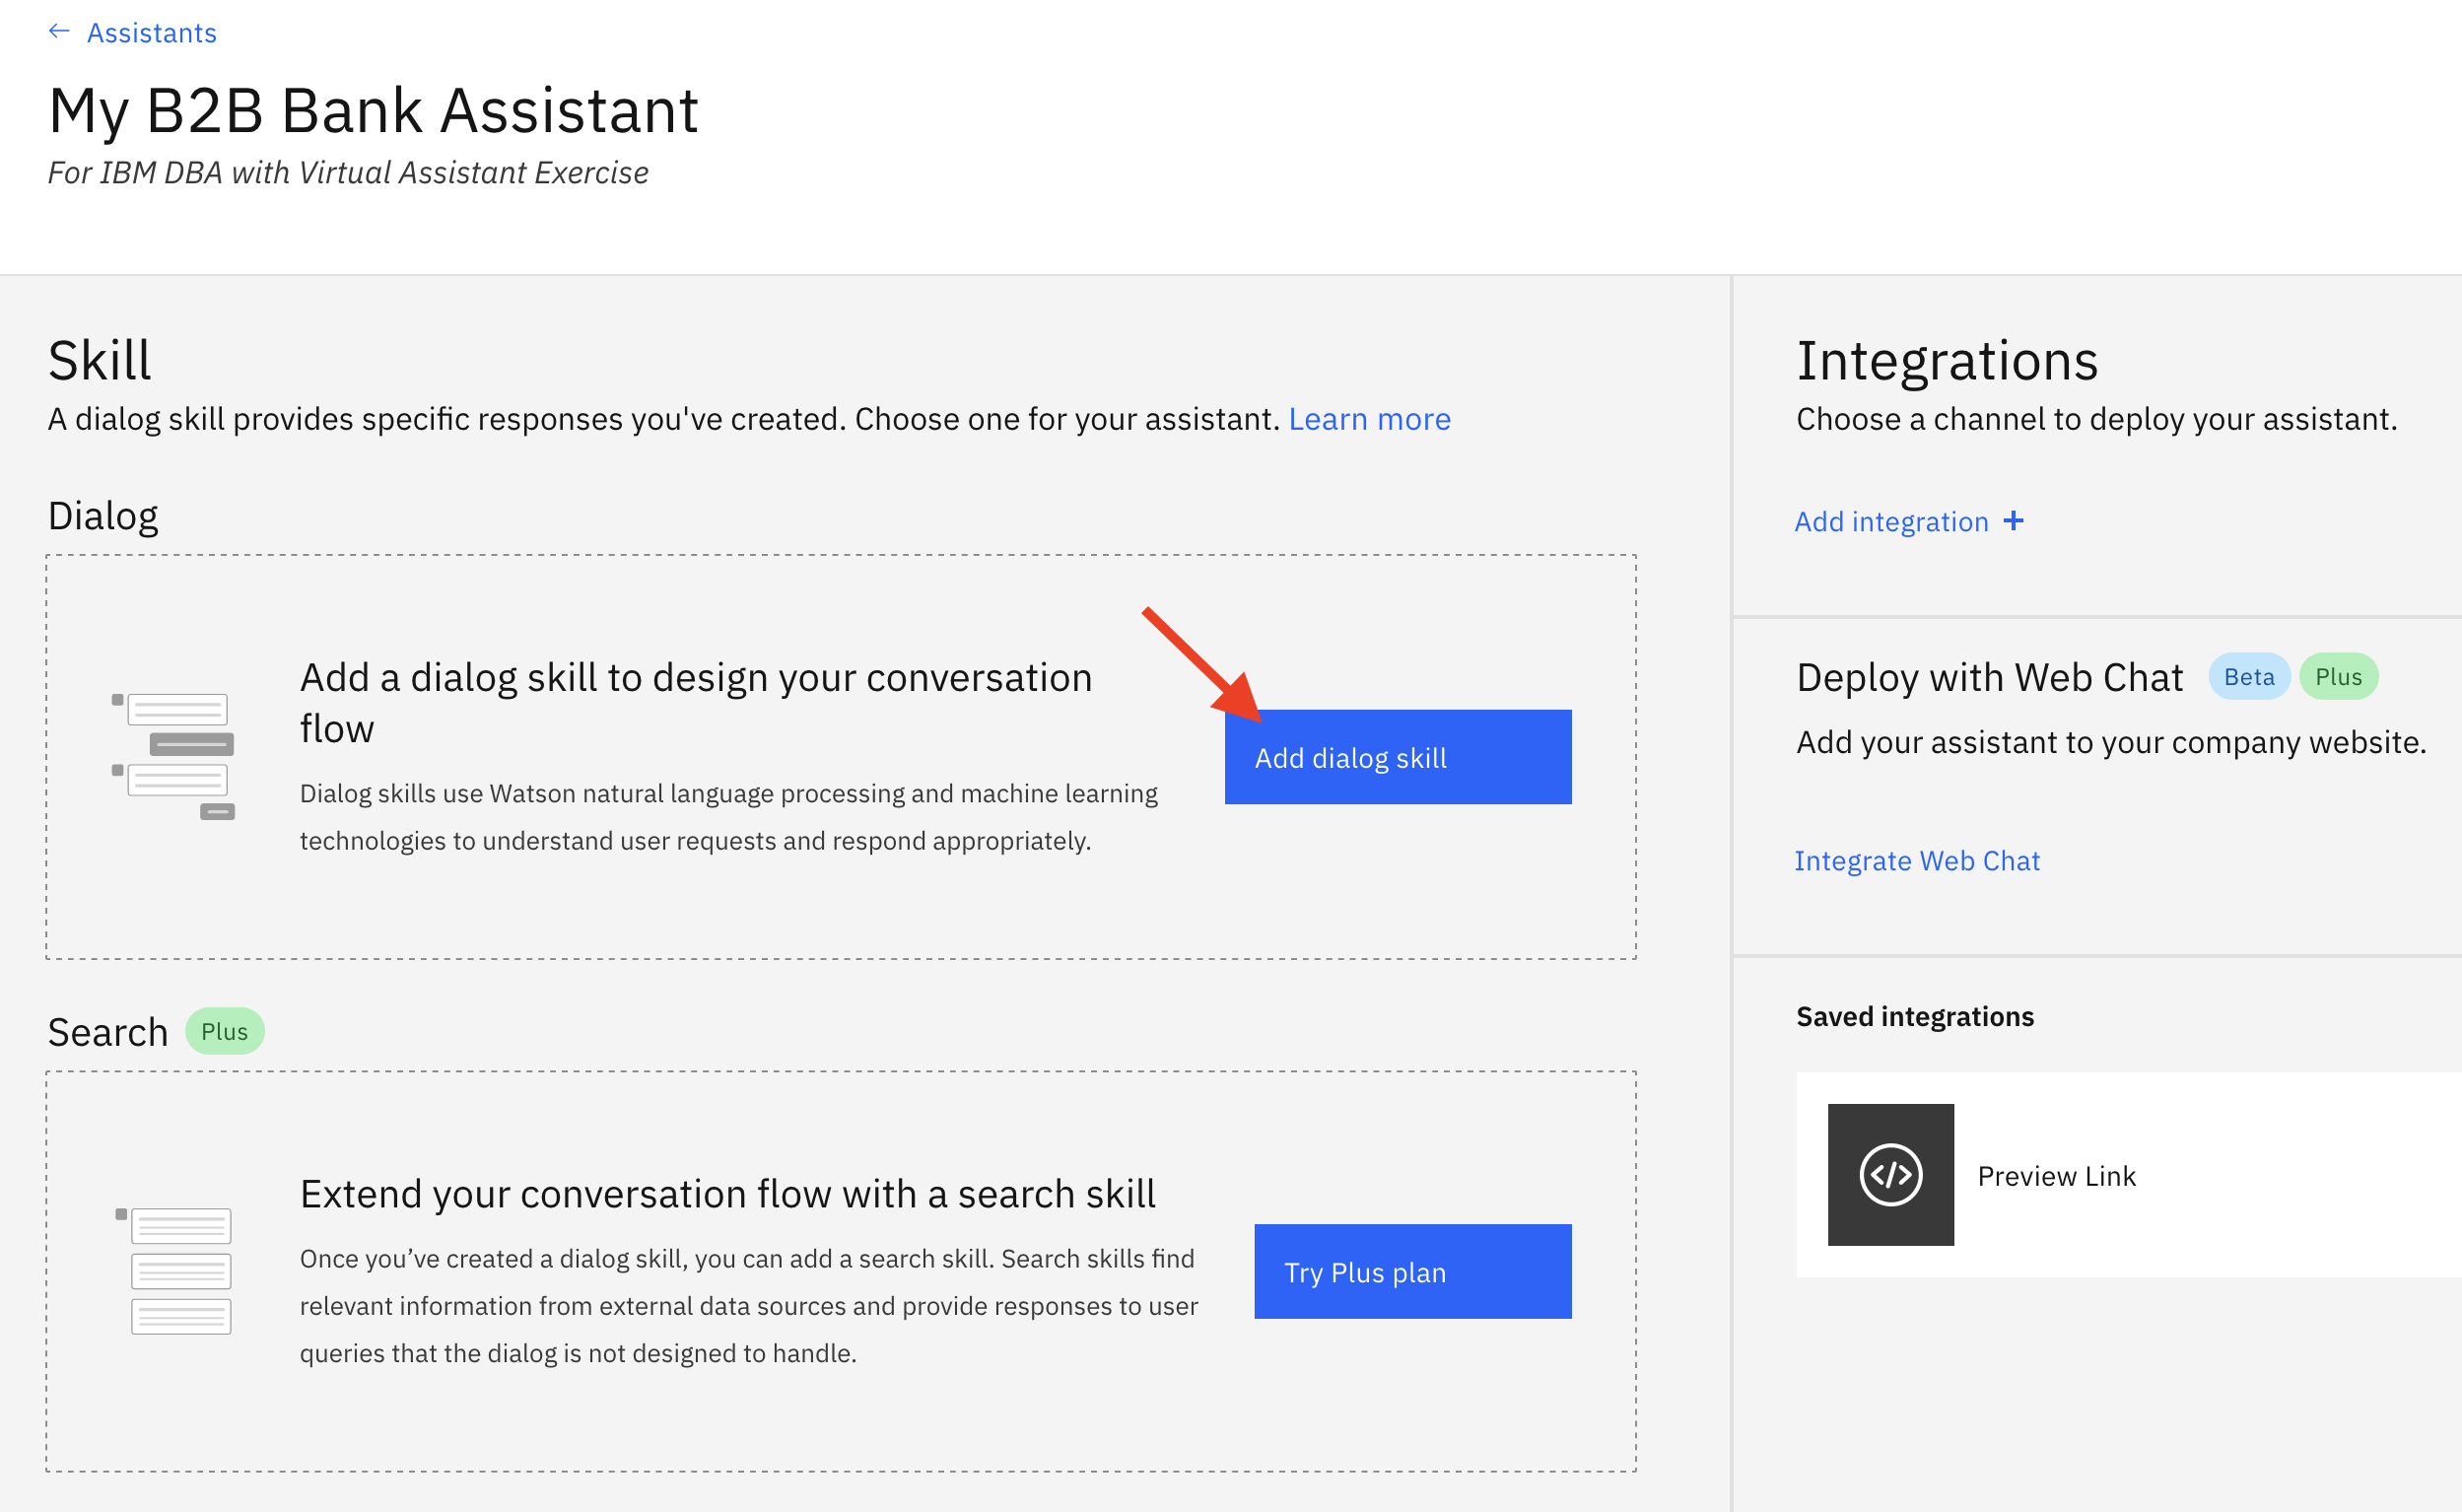 ← Assistants
My B2B Bank Assistant
For IBM DBA with Virtual Assistant Exercise
Skill
A dialog skill provides specific responses you've created. Choose one for your assistant. Learn more
Dialog
Add a dialog skill to design your conversation
flow
Dialog skills use Watson natural language processing and machine learning
technologies to understand user requests and respond appropriately.
Add dialog skill
Search Plus
Extend your conversation flow with a search skill
Once you’ve created a dialog skill, you can add a search skill. Search skills find
relevant information from external data sources and provide responses to user
queries that the dialog is not designed to handle.
Try Plus plan
Integrations
Choose a channel to deploy your assistant.
Add integration +
Deploy with Web Chat Beta Plus
Add your assistant to your company website.
Integrate Web Chat
Saved integrations
Preview Link